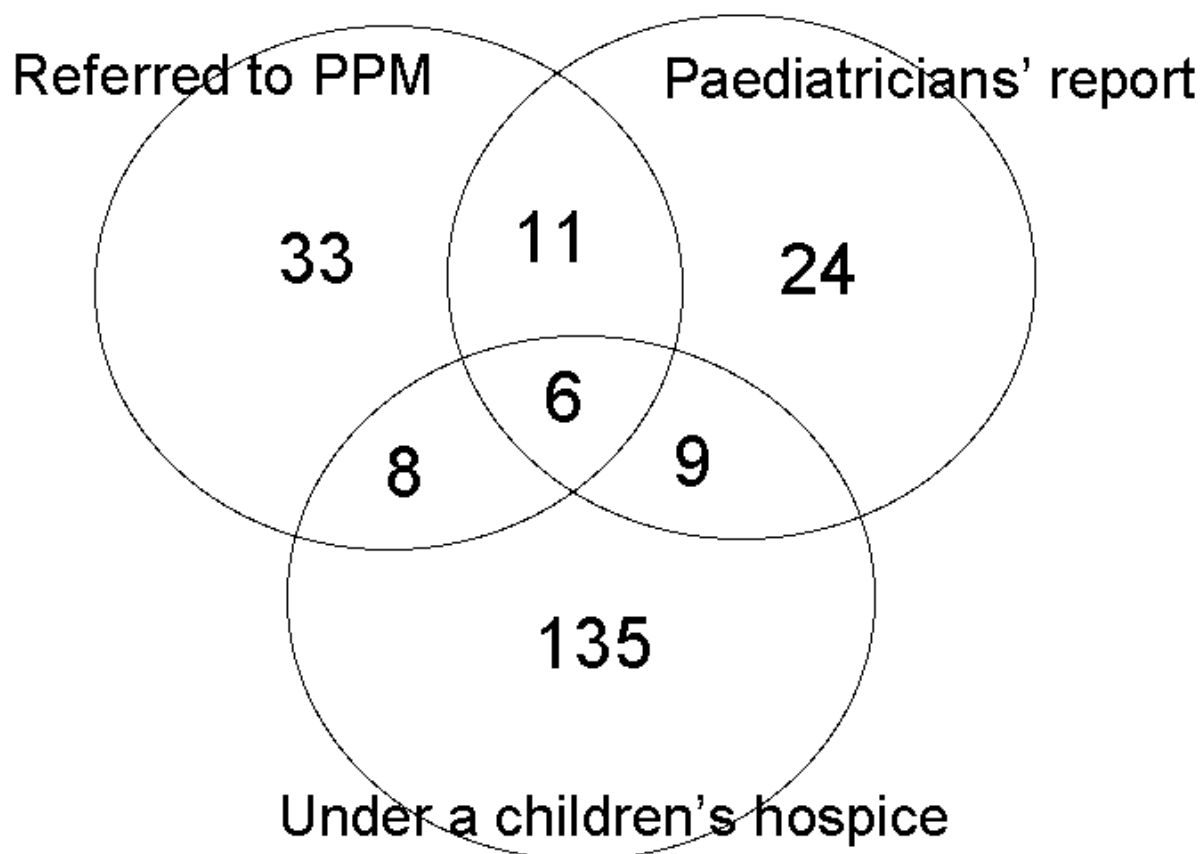 Referred to PPM
Paediatricians’ report
33
11
24
6
8
9
135
Under a children’s hospice